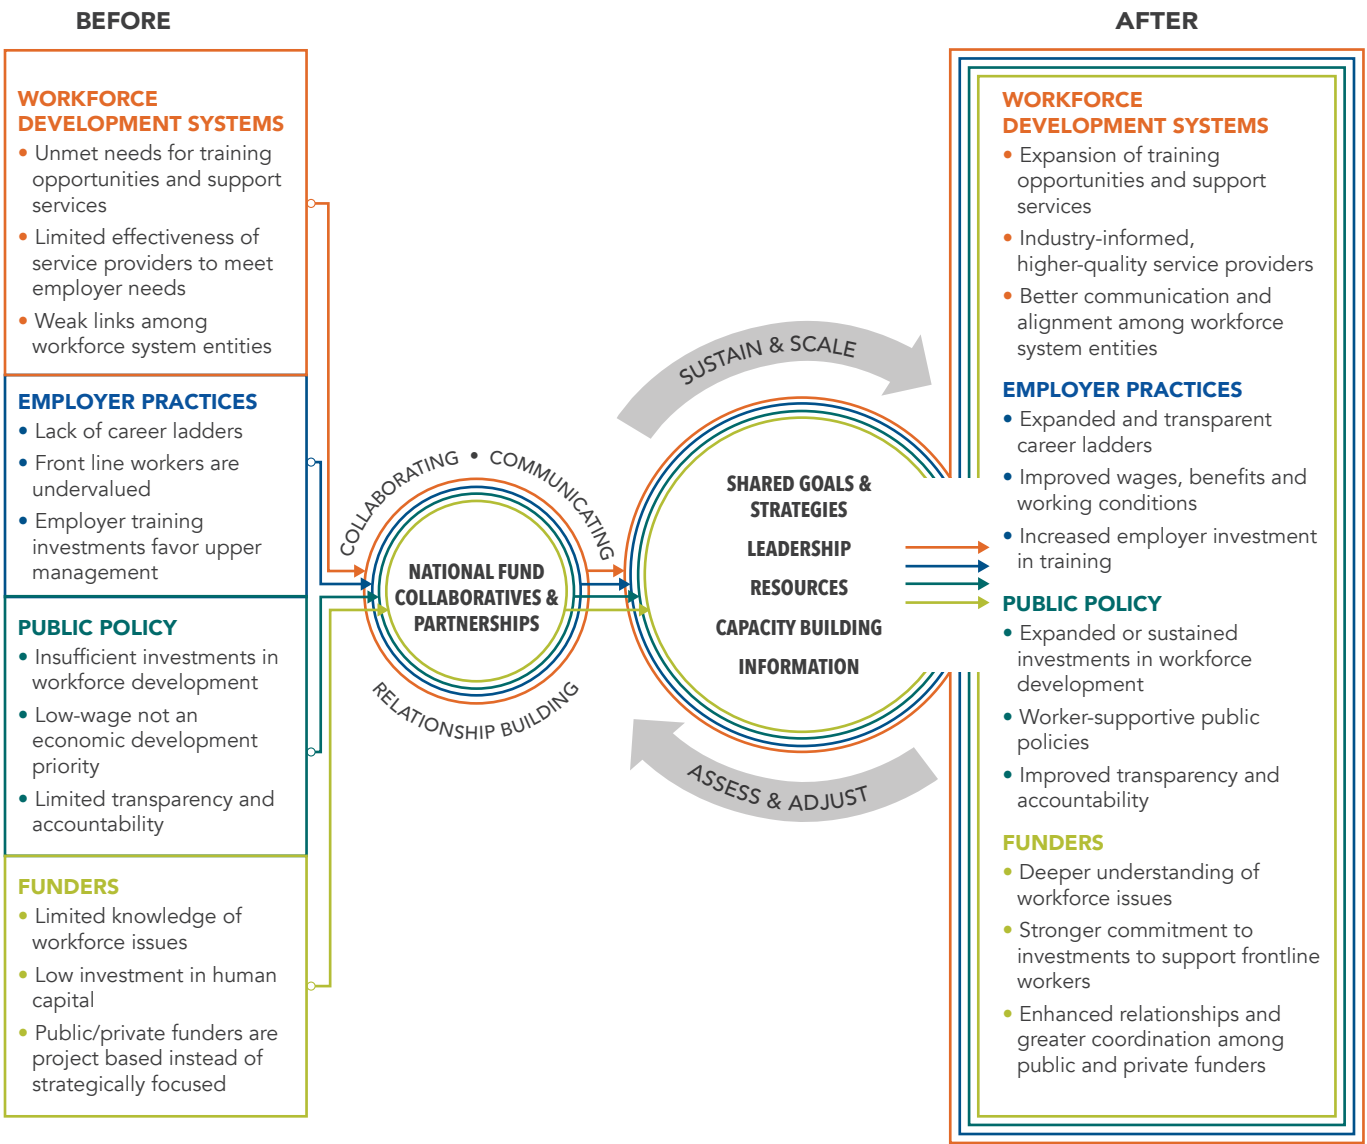 BEFORE
WORKFORCE
DEVELOPMENT SYSTEMS
• Unmet needs for training
opportunities and support
services
• Limited effectiveness of
service providers to meet
employer needs
• Weak links among
workforce system entities
EMPLOYER PRACTICES
• Lack of career ladders
• Front line workers are
undervalued
• Employer training
investments favor upper
management
PUBLIC POLICY
• Insufficient investments in
workforce development
• Low-wage not an
economic development
priority
• Limited transparency and
accountability
FUNDERS
• Limited knowledge of
workforce issues
• Low investment in human
capital
• Public/private funders are
project based instead of
strategically focused
COLLABORATING • COMMUNICATING
NATIONAL FUND
COLLABORATIVES &
PARTNERSHIPS
RELATIONSHIP BUILDING
SUSTAIN & SCALE
SHARED GOALS &
STRATEGIES
LEADERSHIP
RESOURCES
CAPACITY BUILDING
INFORMATION
ASSESS & ADJUST
AFTER
WORKFORCE
DEVELOPMENT SYSTEMS
• Expansion of training
opportunities and support
services
• Industry-informed,
higher-quality service providers
• Better communication and
alignment among workforce
system entities
EMPLOYER PRACTICES
• Expanded and transparent
career ladders
• Improved wages, benefits and
working conditions
• Increased employer investment
in training
PUBLIC POLICY
• Expanded or sustained
investments in workforce
development
• Worker-supportive public
policies
• Improved transparency and
accountability
FUNDERS
• Deeper understanding of
workforce issues
• Stronger commitment to
investments to support frontline
workers
• Enhanced relationships and
greater coordination among
public and private funders